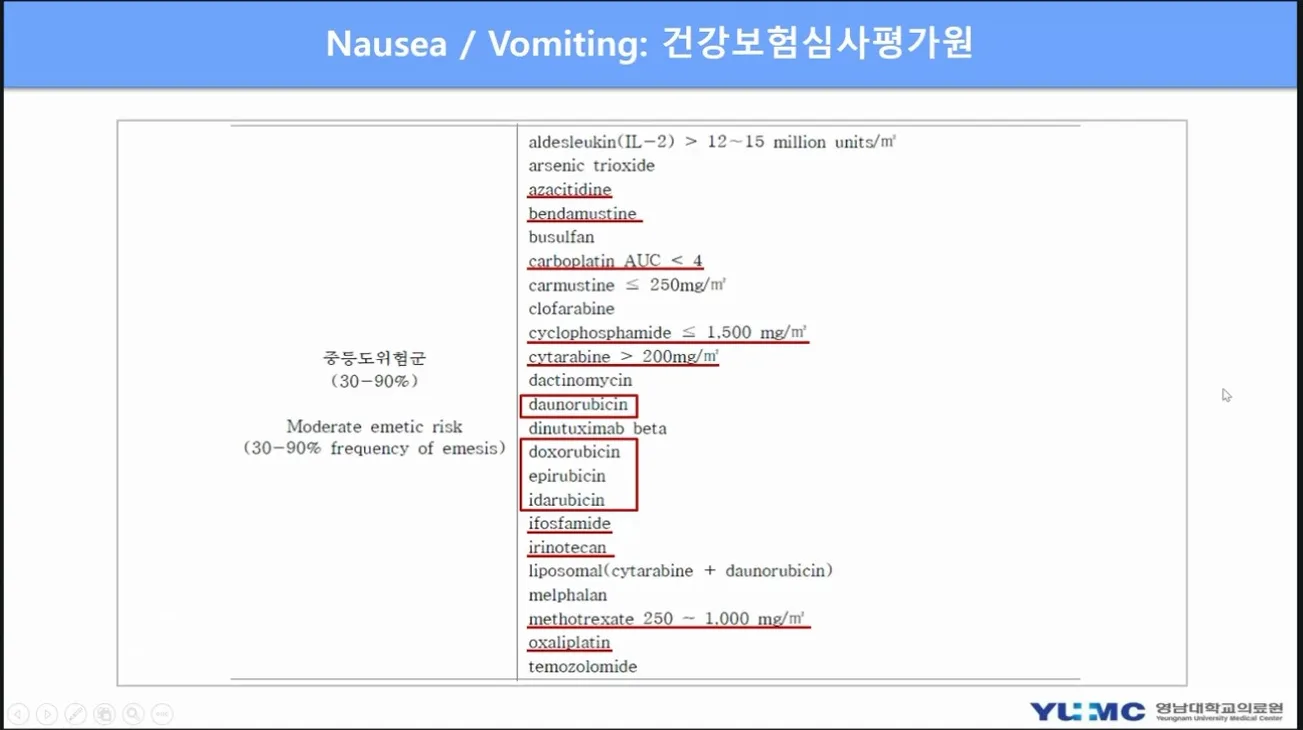 Nausea / Vomiting: 건강보험심사평가원
중등도위험군
(30-90%)
Moderate emetic risk
(30-90% frequency of emesis)
aldesleukin(IL-2) > 12~15 million units/㎡
arsenic trioxide
azacitidine
bendamustine
busulfan
carboplatin AUC < 4
carmustine ≤ 250mg/㎡
clofarabine
cyclophosphamide ≤ 1,500 mg/㎡
cytarabine > 200mg/㎡
dactinomycin
daunorubicin
dinutuximab beta
doxorubicin
epirubicin
idarubicin
ifosfamide
irinotecan
liposomal(cytarabine + daunorubicin)
melphalan
methotrexate 250 ~ 1,000 mg/㎡
oxaliplatin
temozolomide
YUMC 영남대학교의료원
Yeungnam University Medical Center